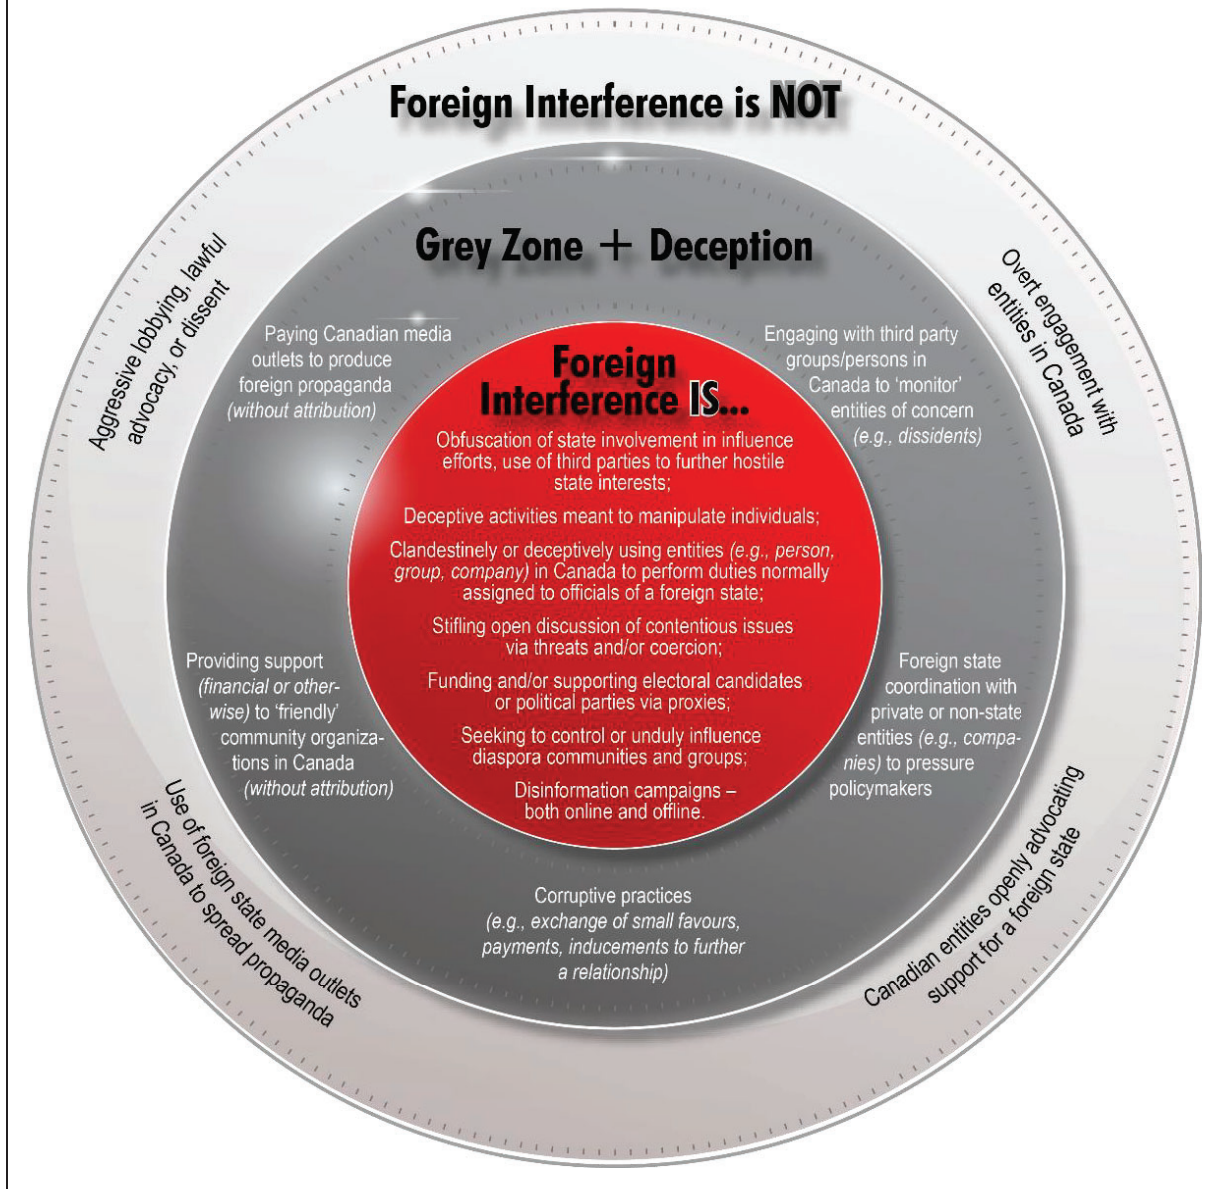 Foreign Interference is NOT
Aggressive lobbying, lawful
advocacy, or dissent
Overt engagement with
entities in Canada
Use of foreign state media outlets
in Canada to spread propaganda
Canadian entities openly advocating
support for a foreign state
Grey Zone + Deception
Paying Canadian media
outlets to produce
foreign propaganda
(without attribution)
Engaging with third party
groups/persons in
Canada to ‘monitor’
entities of concern
(e.g., dissidents)
Providing support
(financial or other-
wise) to ‘friendly’
community organiza-
tions in Canada
(without attribution)
Foreign state
coordination with
private or non-state
entities (e.g., compa-
nies) to pressure
policymakers
Corruptive practices
(e.g., exchange of small favours,
payments, inducements to further
a relationship)
Foreign
Interference IS...
Obfuscation of state involvement in influence
efforts, use of third parties to further hostile
state interests;
Deceptive activities meant to manipulate individuals;
Clandestinely or deceptively using entities (e.g., person,
group, company) in Canada to perform duties normally
assigned to officials of a foreign state;
Stifling open discussion of contentious issues
via threats and/or coercion;
Funding and/or supporting electoral candidates
or political parties via proxies;
Seeking to control or unduly influence
diaspora communities and groups;
Disinformation campaigns –
both online and offline.